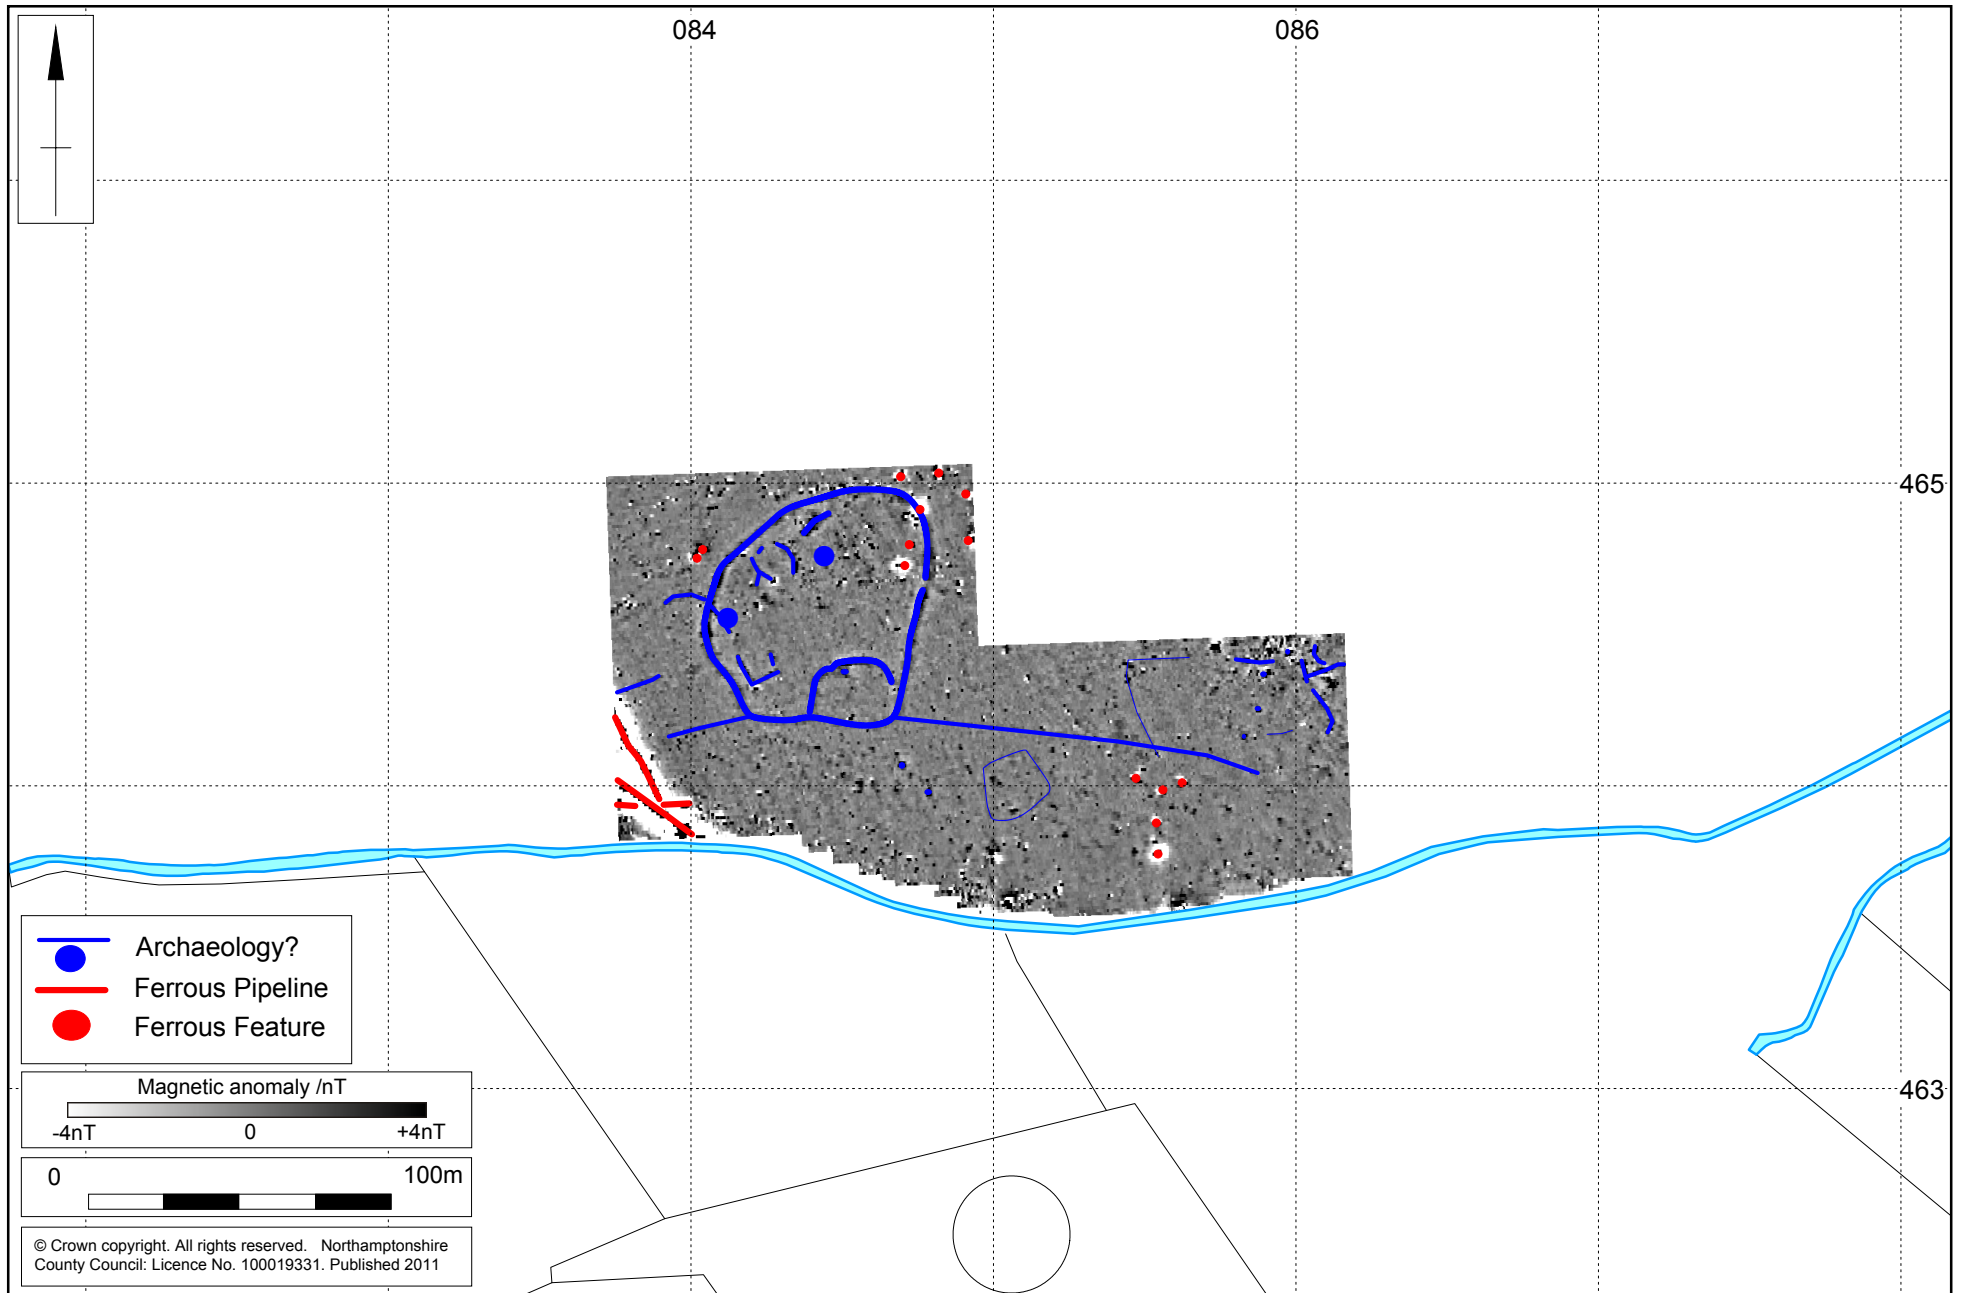 084
086
465
463
Archaeology?
Ferrous Pipeline
Ferrous Feature
Magnetic anomaly /nT
-4nT 0 +4nT
0 100m
© Crown copyright. All rights reserved. Northamptonshire
County Council: Licence No. 100019331. Published 2011